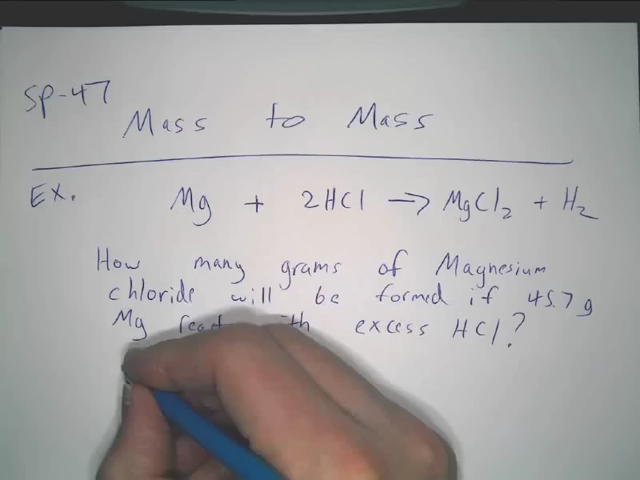 SP-47
Mass to Mass
EX. Mg + 2HCl → MgCl₂ + H₂
How many grams of Magnesium
chloride will be formed if 45.7 g
Mg excess HCl?